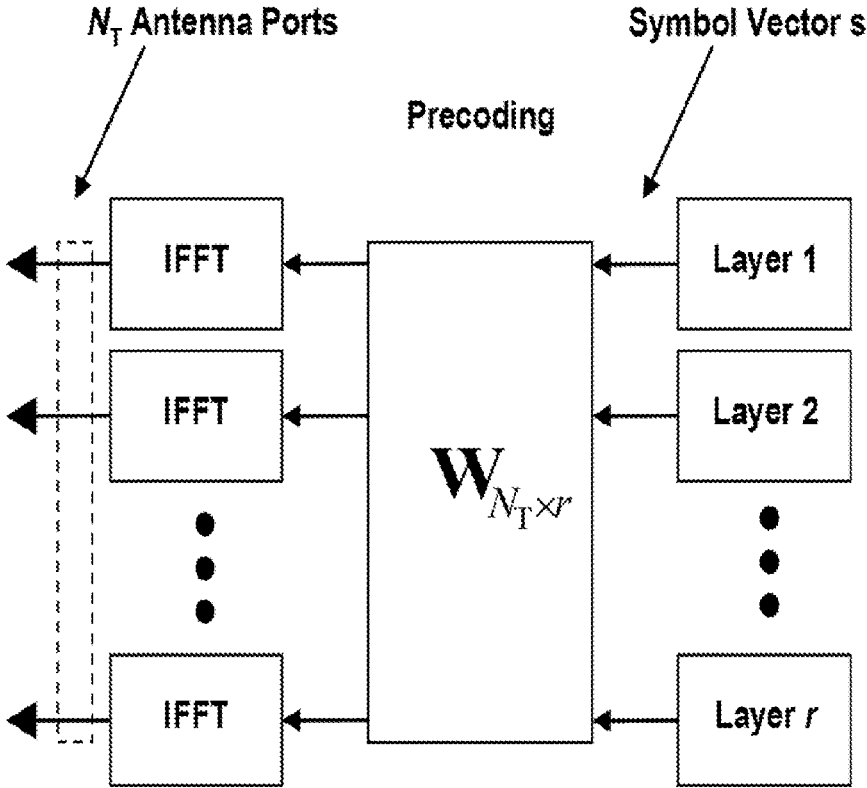 N_T Antenna Ports
Symbol Vector s
Precoding
IFFT
Layer 1
IFFT
Layer 2
W_{N_T×r}
IFFT
Layer r